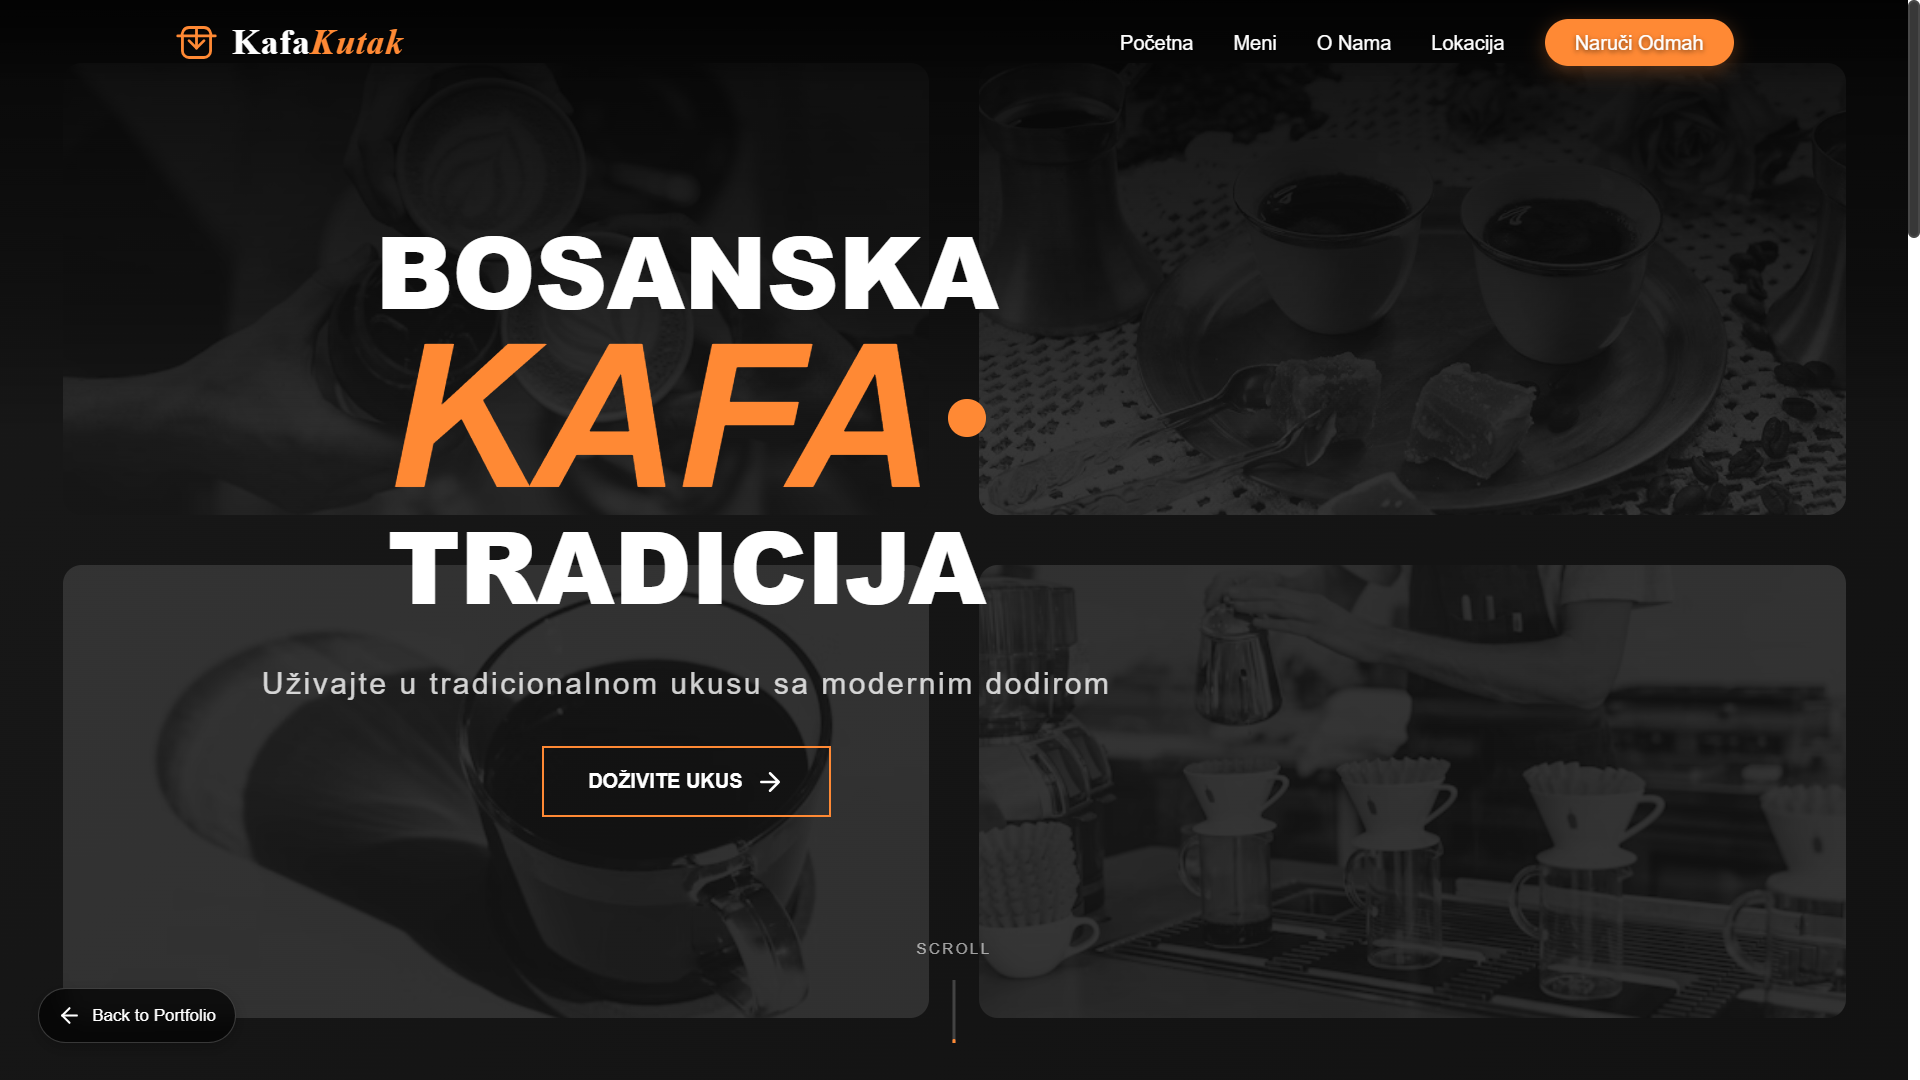 KafaKutak
Početna
Meni
O Nama
Lokacija
Naruči Odmah
BOSANSKA
KAFA
TRADICIJA
Uživajte u tradicionalnom ukusu sa modernim dodirom
DOŽIVITE UKUS
SCROLL
Back to Portfolio